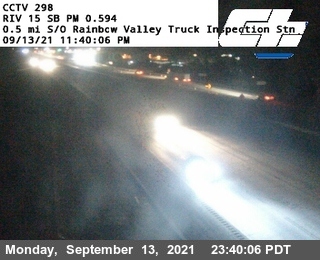 CCTV 298
RIV 15 SB PM 0.594
0.5 mi S/O Rainbow Valley Truck Inspection Stn
09/13/21 11:40:06 PM
Ct
Monday, September 13, 2021 23:40:06 PDT